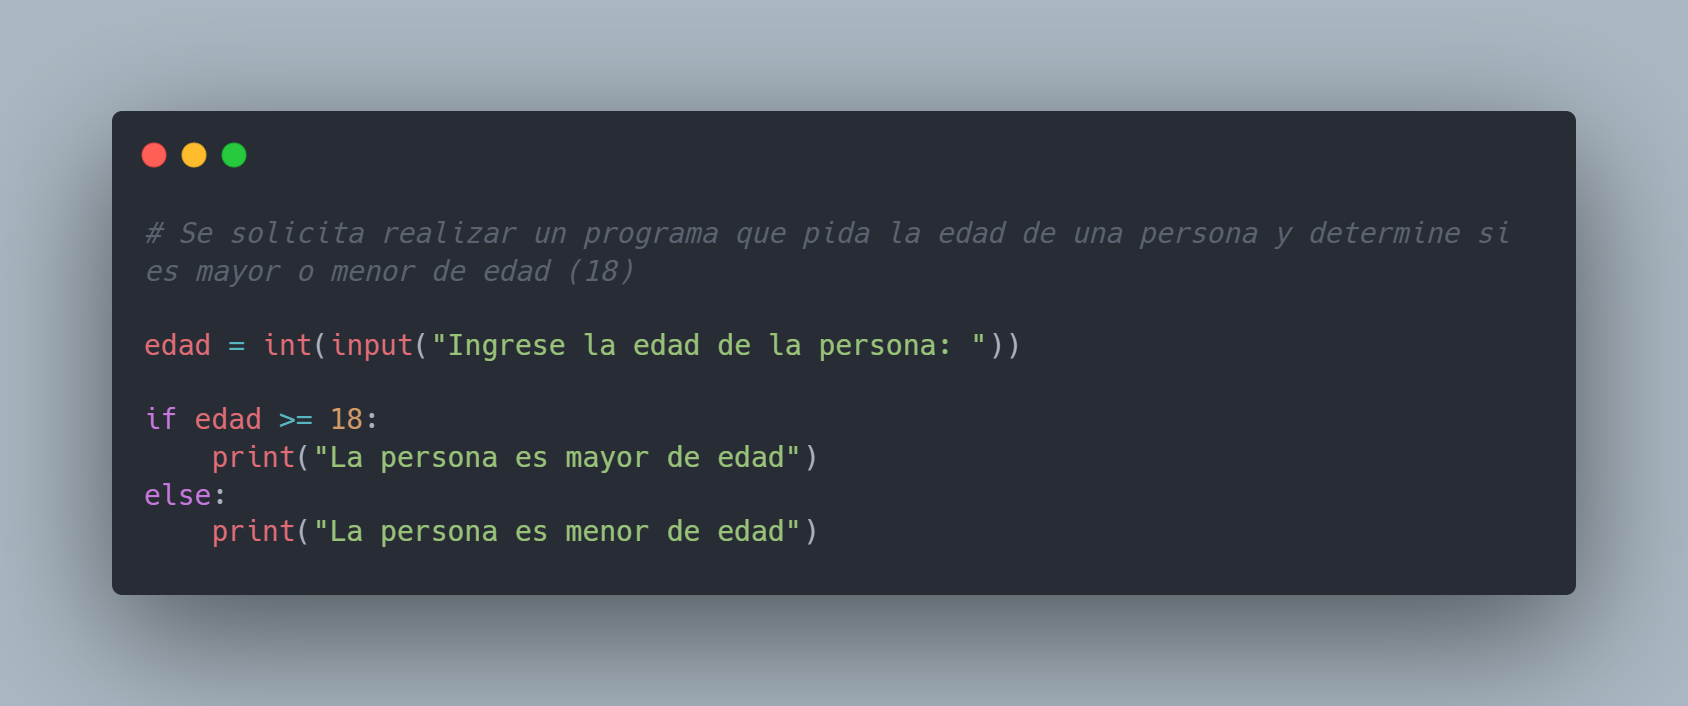 # Se solicita realizar un programa que pida la edad de una persona y determine si
es mayor o menor de edad (18)
edad = int(input("Ingrese la edad de la persona: "))
if edad >= 18:
    print("La persona es mayor de edad")
else:
    print("La persona es menor de edad")